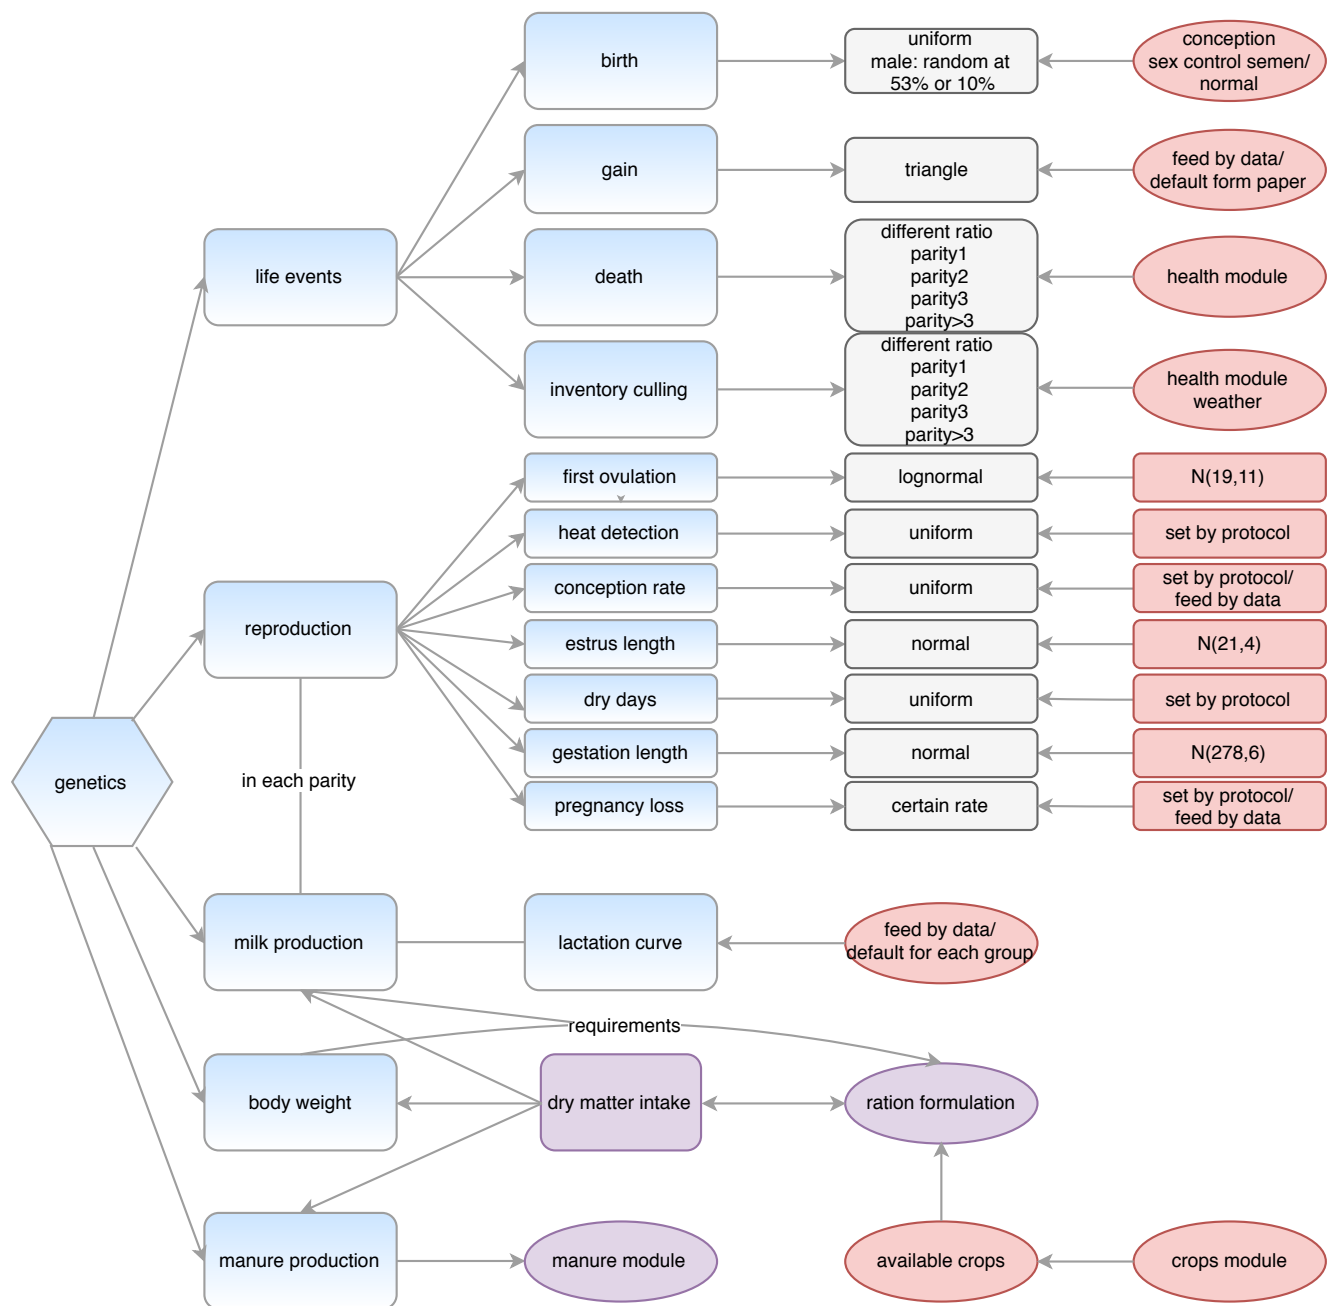 birth
uniform
male: random at
53% or 10%
conception
sex control semen/
normal
gain
triangle
feed by data/
default form paper
life events
death
different ratio
parity1
parity2
parity3
parity>3
health module
inventory culling
different ratio
parity1
parity2
parity3
parity>3
health module
weather
first ovulation
lognormal
N(19,11)
heat detection
uniform
set by protocol
conception rate
uniform
set by protocol/
feed by data
reproduction
estrus length
normal
N(21,4)
dry days
uniform
set by protocol
gestation length
normal
N(278,6)
genetics
in each parity
pregnancy loss
certain rate
set by protocol/
feed by data
milk production
lactation curve
feed by data/
default for each group
requirements
body weight
dry matter intake
ration formulation
manure production
manure module
available crops
crops module